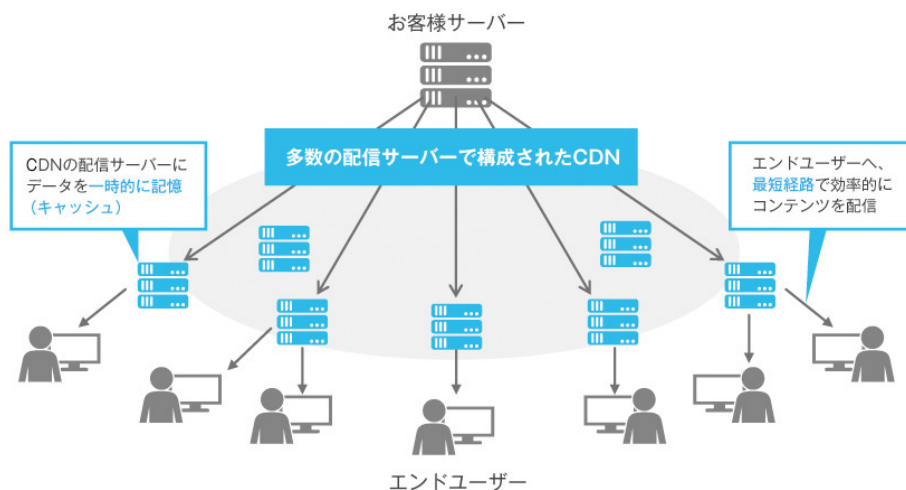 お客様サーバー
多数の配信サーバーで構成されたCDN
CDNの配信サーバーに
データを一時的に記憶
（キャッシュ）
エンドユーザーへ、
最短経路で効率的に
コンテンツを配信
エンドユーザー